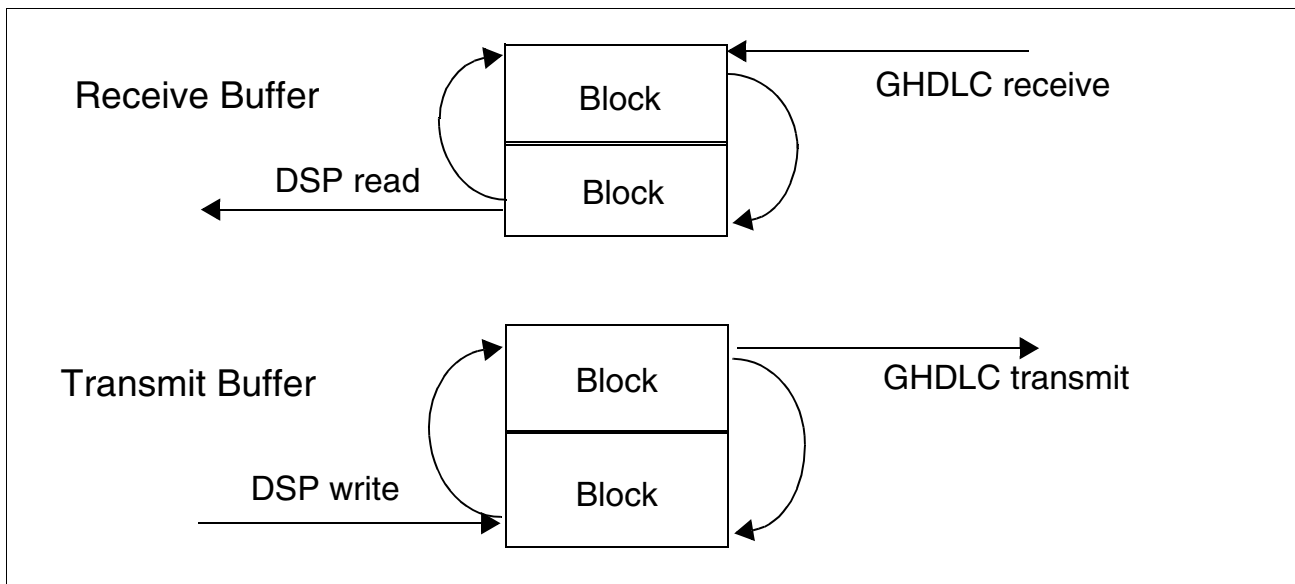 Receive Buffer
Block
GHDLC receive
DSP read
Block
Transmit Buffer
Block
GHDLC transmit
DSP write
Block